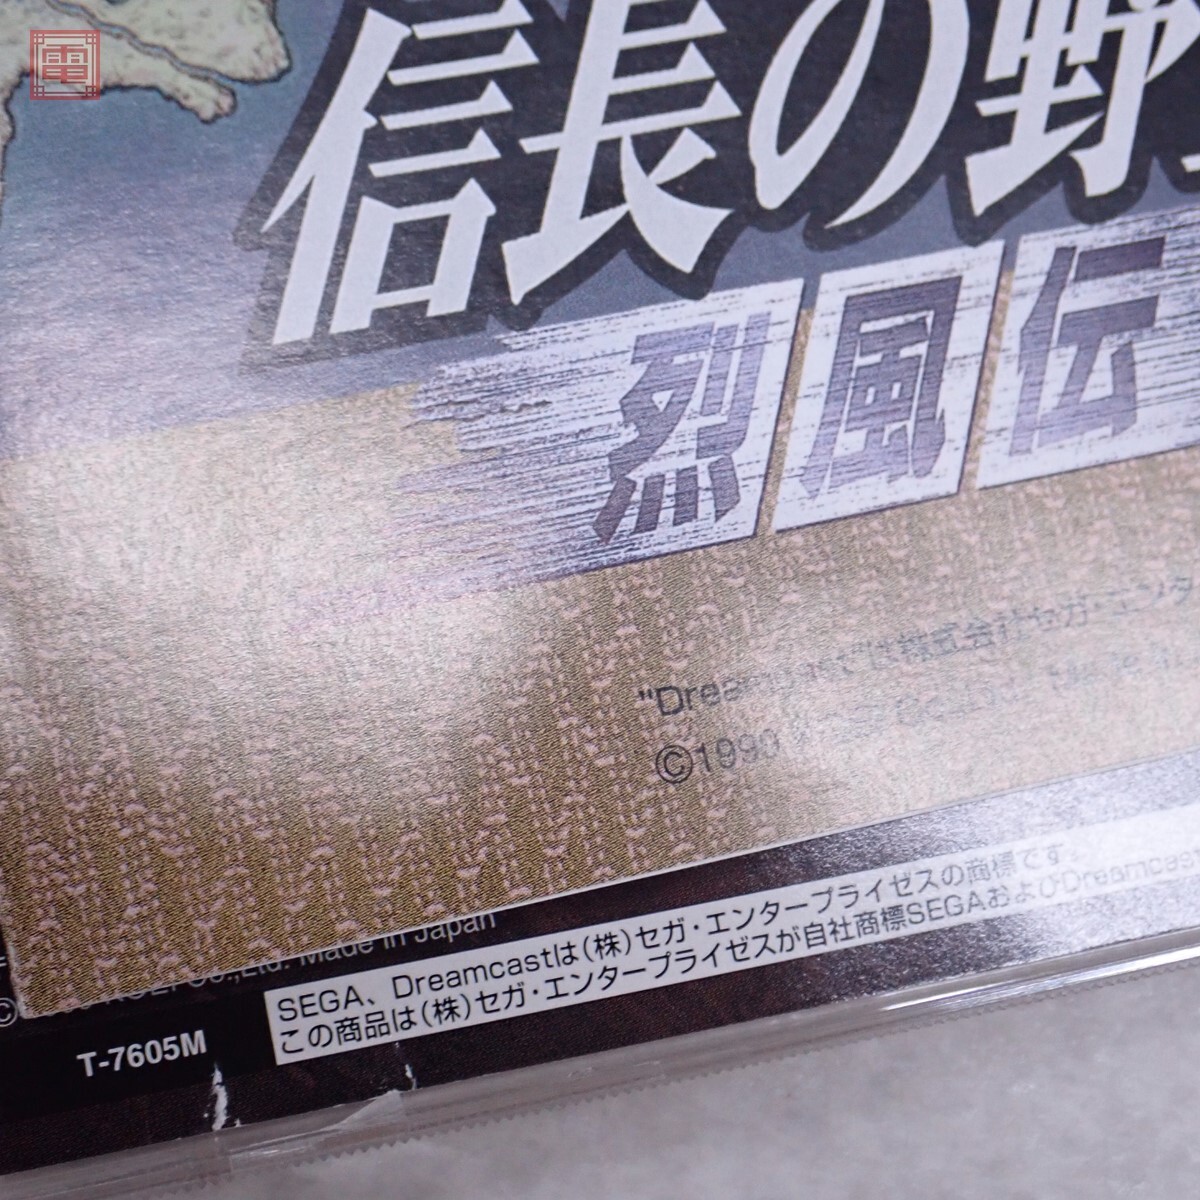 電
信長の野
烈風伝
"Dreamcast"は株式会社セガ・エンタ
©1990
Co.,Ltd. Made in Japan
SEGA、Dreamcastは(株)セガ・エンタープライゼスの商標です
この商品は(株)セガ・エンタープライゼスが自社商標SEGAおよびDreamcast
T-7605M